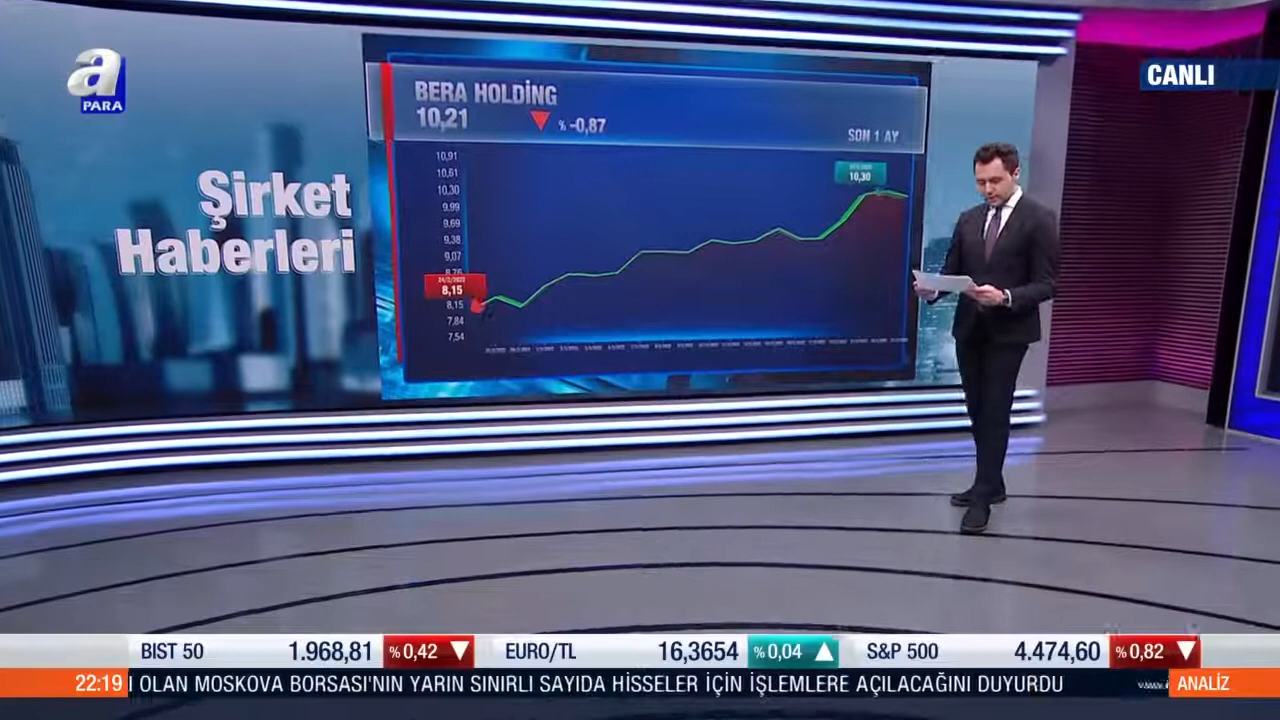 a
PARA
CANLI
Şirket
Haberleri
BERA HOLDİNG
10,21 % -0,87
SON 1 AY
10,91
10,61
10,30
9,99
9,69
9,38
9,07
8,76
8,15
7,84
7,54
8,15
10,30
BIST 50 1.968,81 %0,42 EURO/TL 16,3654 %0,04 S&P 500 4.474,60 %0,82
22:19 OLAN MOSKOVA BORSASI'NIN YARIN SINIRLI SAYIDA HİSSELER İÇİN İŞLEMLERE AÇILACAĞINI DUYURDU ANALİZ